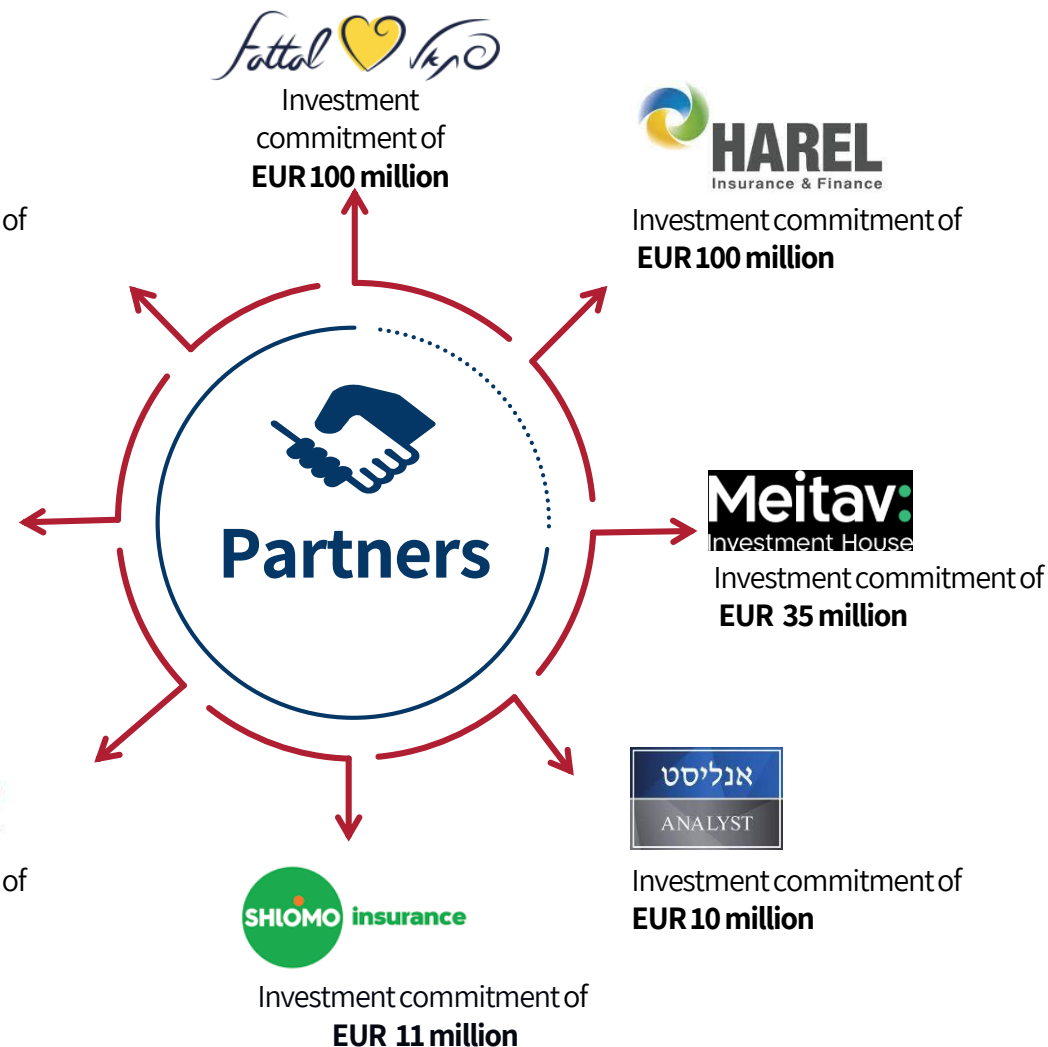 Fattal פתאל
Investment
commitment of
EUR 100 million
HAREL
Insurance & Finance
Investment commitment of
EUR 100 million
of
Partners
Meitav:
Investment House
Investment commitment of
EUR 35 million
אנליסט
ANALYST
Investment commitment of
EUR 10 million
of
SHLOMO insurance
Investment commitment of
EUR 11 million